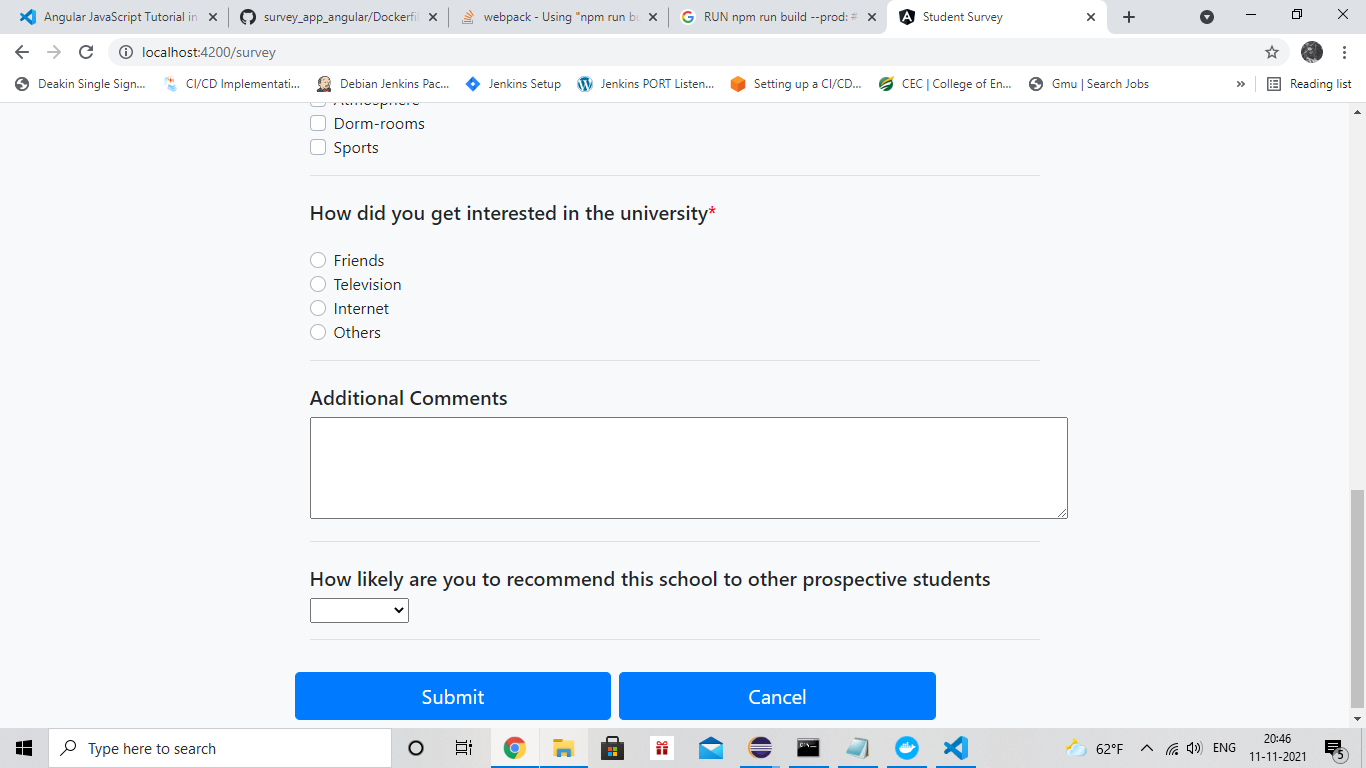 Angular JavaScript Tutorial in
survey_app_angular/Dockerfil
webpack - Using "npm run bu
RUN npm run build --prod: #
Student Survey
localhost:4200/survey
Deakin Single Sign...
CI/CD Implementati...
Debian Jenkins Pac...
Jenkins Setup
Jenkins PORT Listen...
Setting up a CI/CD...
CEC | College of En...
Gmu | Search Jobs
»
Reading list
Atmosphere
Dorm-rooms
Sports
How did you get interested in the university*
Friends
Television
Internet
Others
Additional Comments
How likely are you to recommend this school to other prospective students
Submit
Cancel
Type here to search
62°F
ENG
20:46
11-11-2021
5